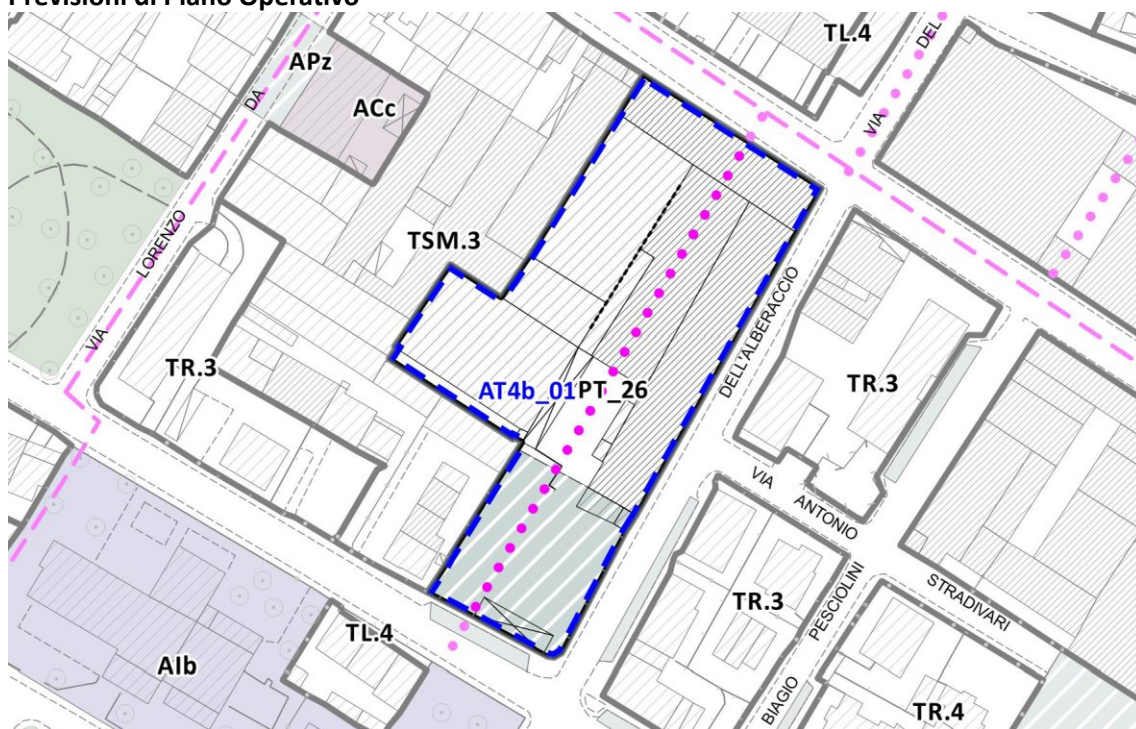 Previsioni di Piano Operativo
TL.4
VIA DEL
APz
VIA LORENZO DA
ACc
TSM.3
DELL'ALBERACCIO
TR.3
AT4b_01
PT_26
TR.3
VIA ANTONIO STRADIVARI
TR.3
BIAGIO PESCIOLINI
TL.4
AIb
TR.4